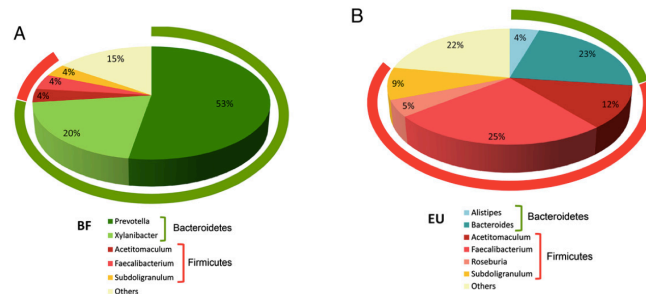 A
15%
4%
4%
4%
20%
53%
BF
Prevotella
Xylanibacter
Bacteroidetes
Acetitomaculum
Faecalibacterium
Subdoligranulum
Firmicutes
Others
B
4%
23%
22%
9%
12%
5%
25%
EU
Alistipes
Bacteroides
Bacteroidetes
Acetitomaculum
Faecalibacterium
Roseburia
Subdoligranulum
Firmicutes
Others